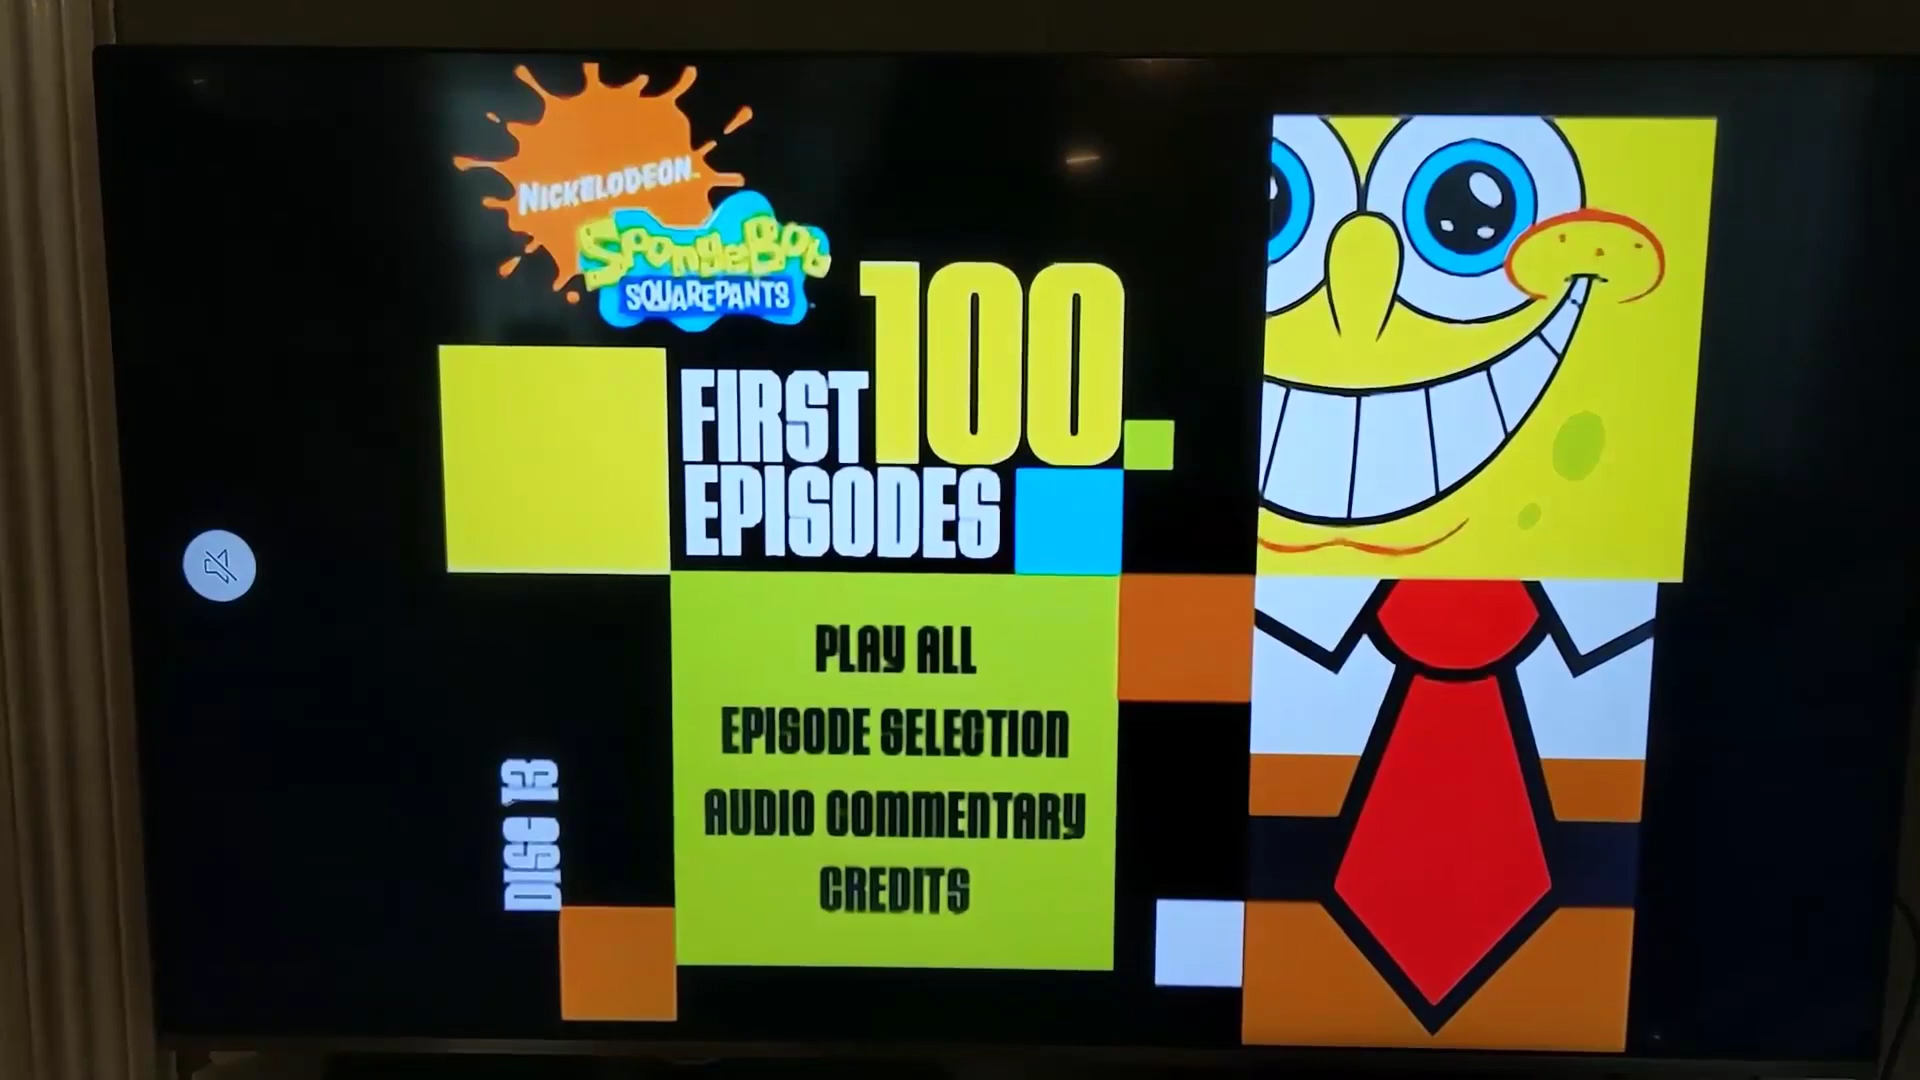 NICKELODEON
SPONGEBOB
SQUAREPANTS
FIRST 100
EPISODES
PLAY ALL
EPISODE SELECTION
AUDIO COMMENTARY
CREDITS
DISC 13